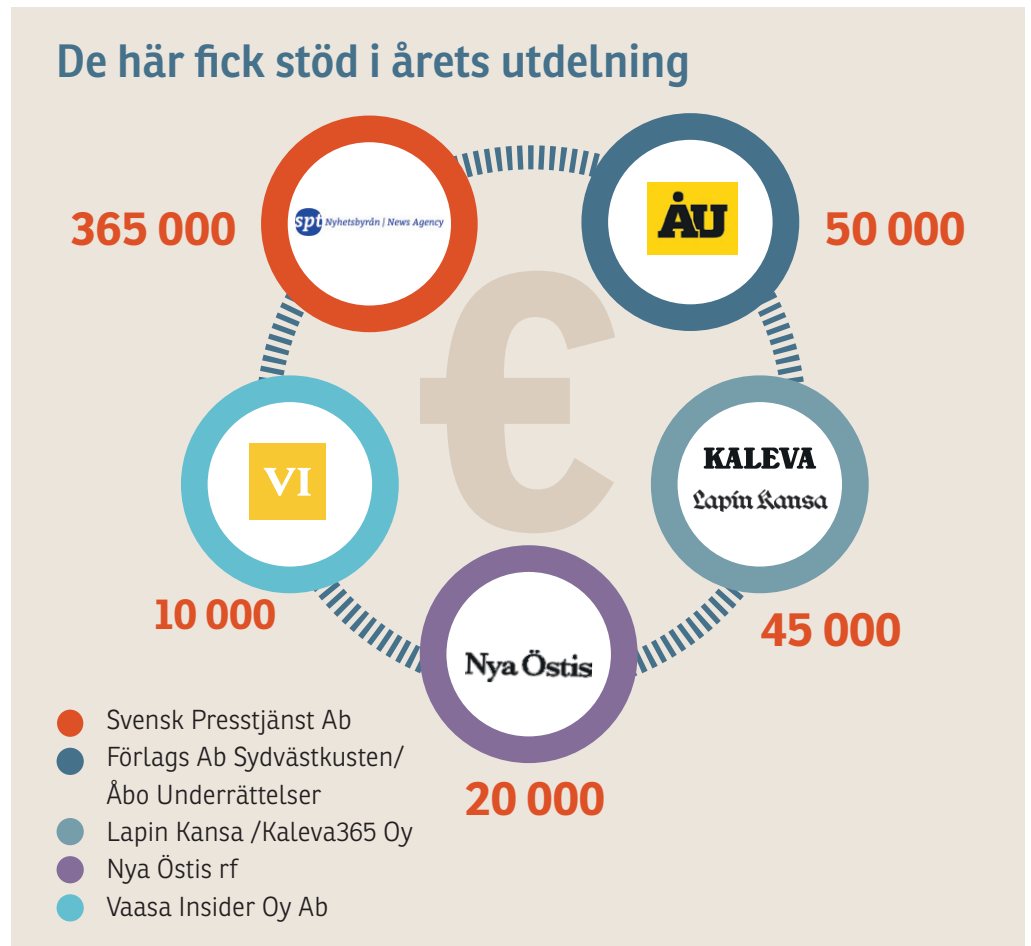 De här fick stöd i årets utdelning
365 000
spt Nyhetsbyrån | News Agency
ÅU
50 000
VI
€
KALEVA
Lapin Kansa
10 000
45 000
Nya Östis
20 000
Svensk Presstjänst Ab
Förlags Ab Sydvästkusten/
Åbo Underrättelser
Lapin Kansa /Kaleva365 Oy
Nya Östis rf
Vaasa Insider Oy Ab